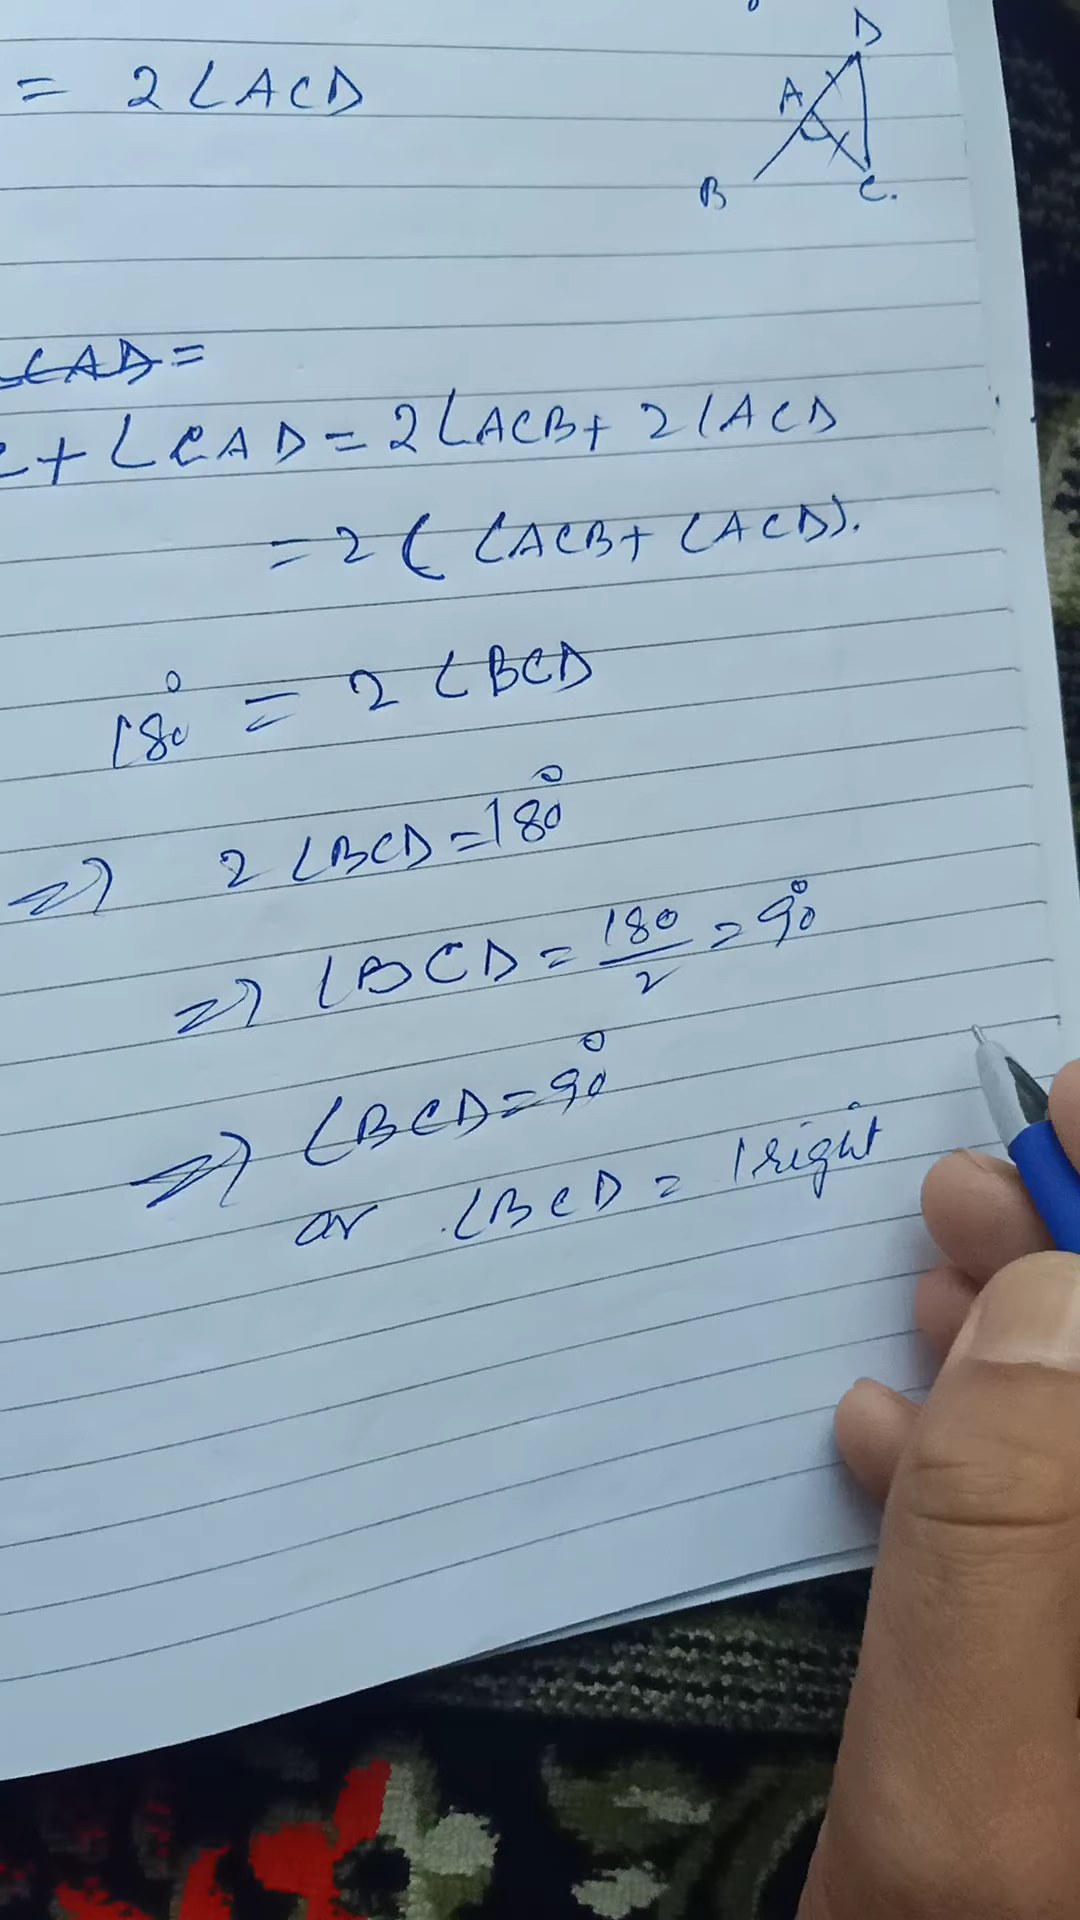 = 2∠ACD
D
A
B
C.
∠CAD =
+ ∠CAD = 2∠ACB + 2∠ACD
= 2 ( ∠ACB + ∠ACD).
180° = 2 ∠BCD
⇒ 2 ∠BCD = 180°
⇒ ∠BCD = 180/2 = 90°
⇒ ∠BCD = 90°
or ∠BCD = 1 right